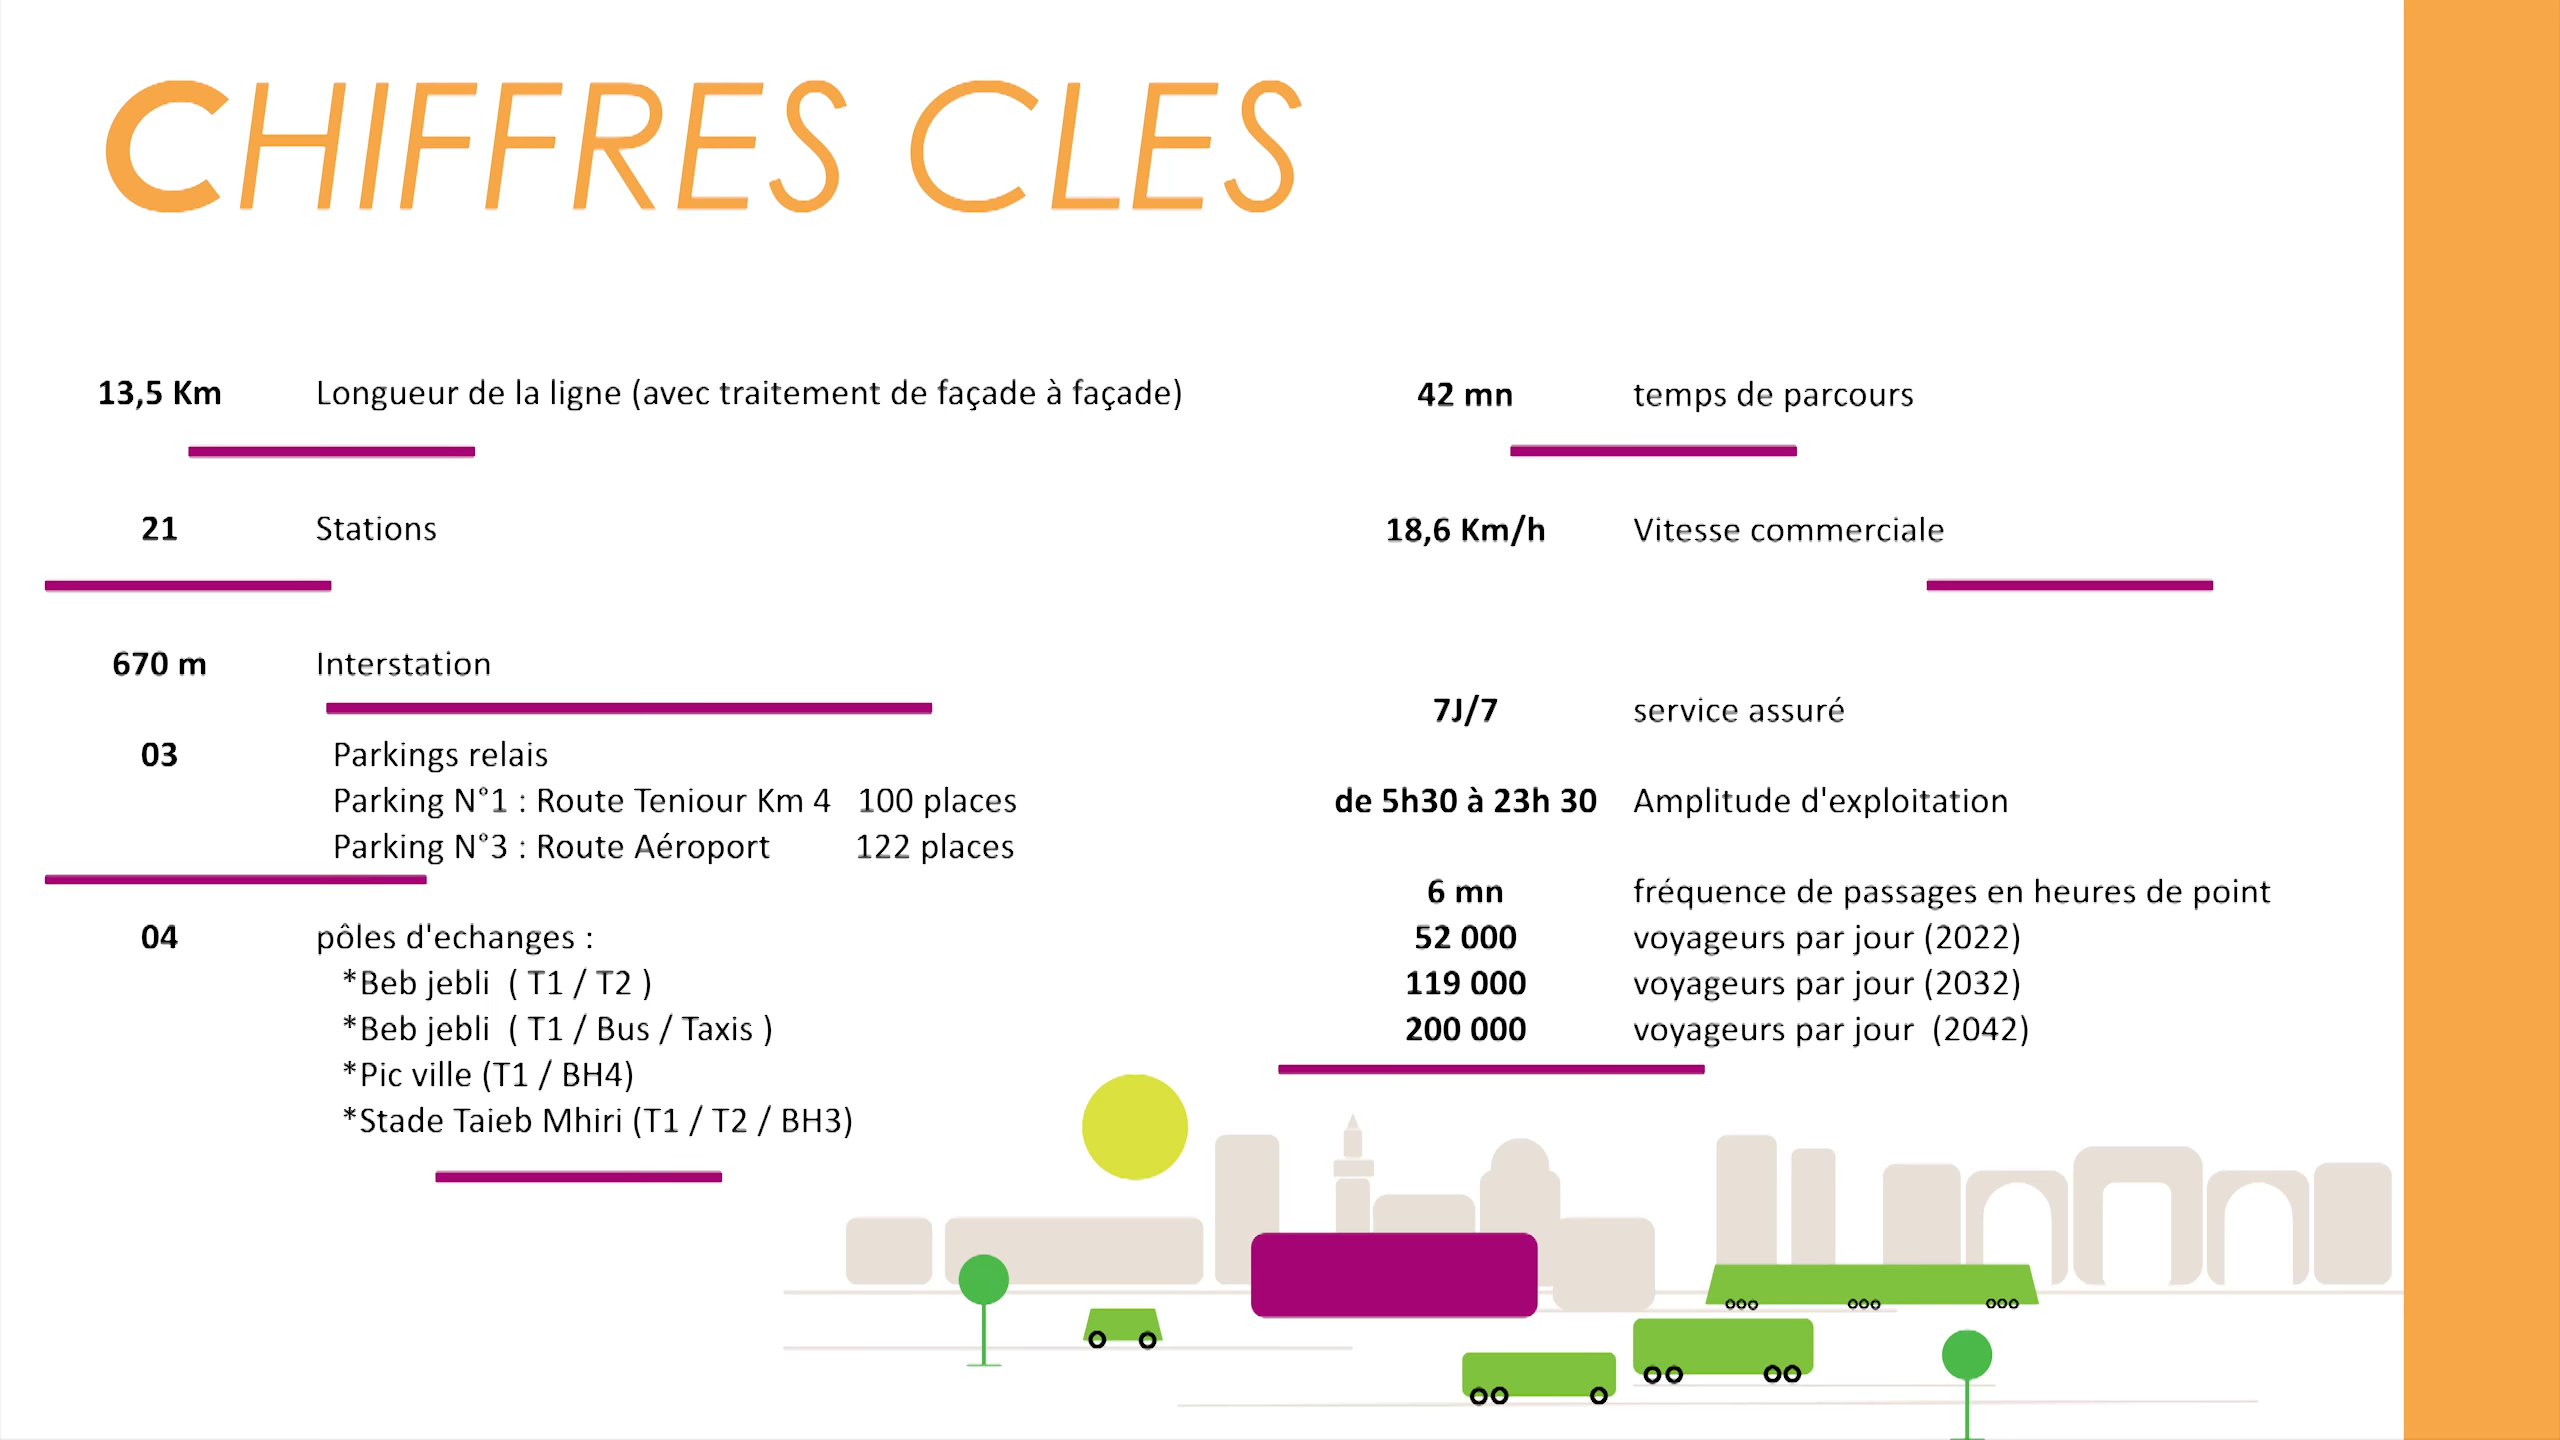 CHIFFRES CLES
13,5 Km Longueur de la ligne (avec traitement de façade à façade)
21 Stations
670 m Interstation
03 Parkings relais
Parking N°1 : Route Teniour Km 4 100 places
Parking N°3 : Route Aéroport 122 places
04 pôles d'echanges :
*Beb jebli ( T1 / T2 )
*Beb jebli ( T1 / Bus / Taxis )
*Pic ville (T1 / BH4)
*Stade Taieb Mhiri (T1 / T2 / BH3)
42 mn temps de parcours
18,6 Km/h Vitesse commerciale
7J/7 service assuré
de 5h30 à 23h 30 Amplitude d'exploitation
6 mn fréquence de passages en heures de point
52 000 voyageurs par jour (2022)
119 000 voyageurs par jour (2032)
200 000 voyageurs par jour (2042)